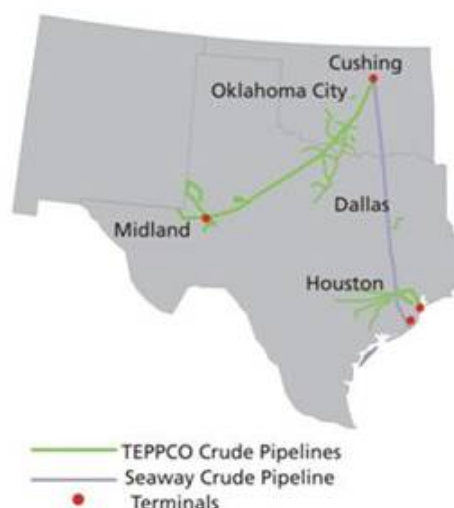 Cushing
Oklahoma City
Dallas
Midland
Houston
TEPPCO Crude Pipelines
Seaway Crude Pipeline
Terminals